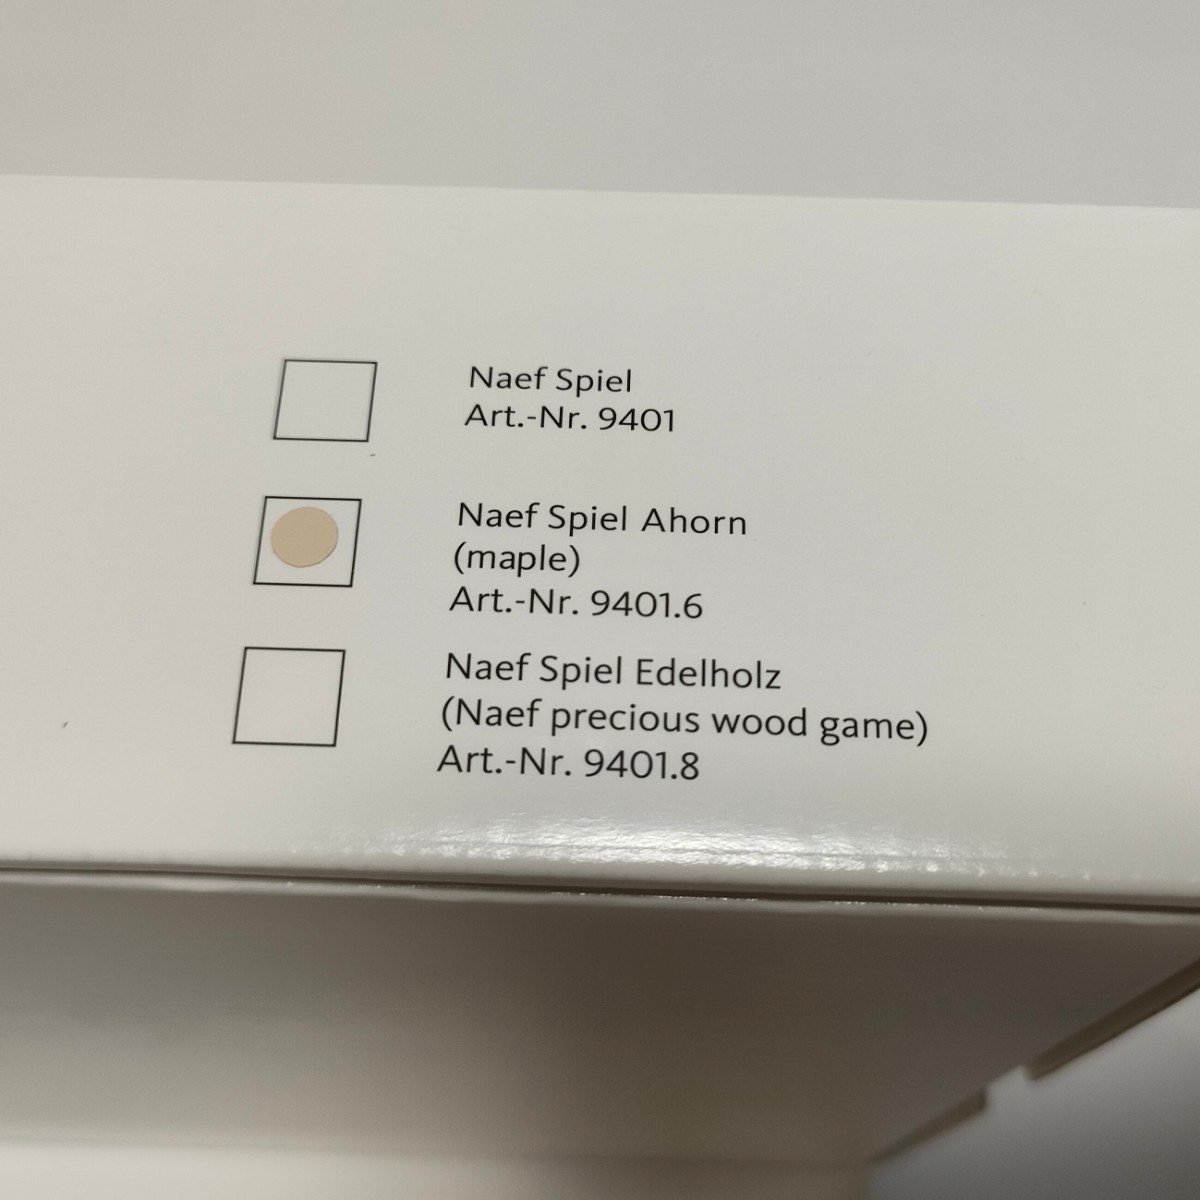 Naef Spiel
Art.-Nr. 9401
Naef Spiel Ahorn
(maple)
Art.-Nr. 9401.6
Naef Spiel Edelholz
(Naef precious wood game)
Art.-Nr. 9401.8